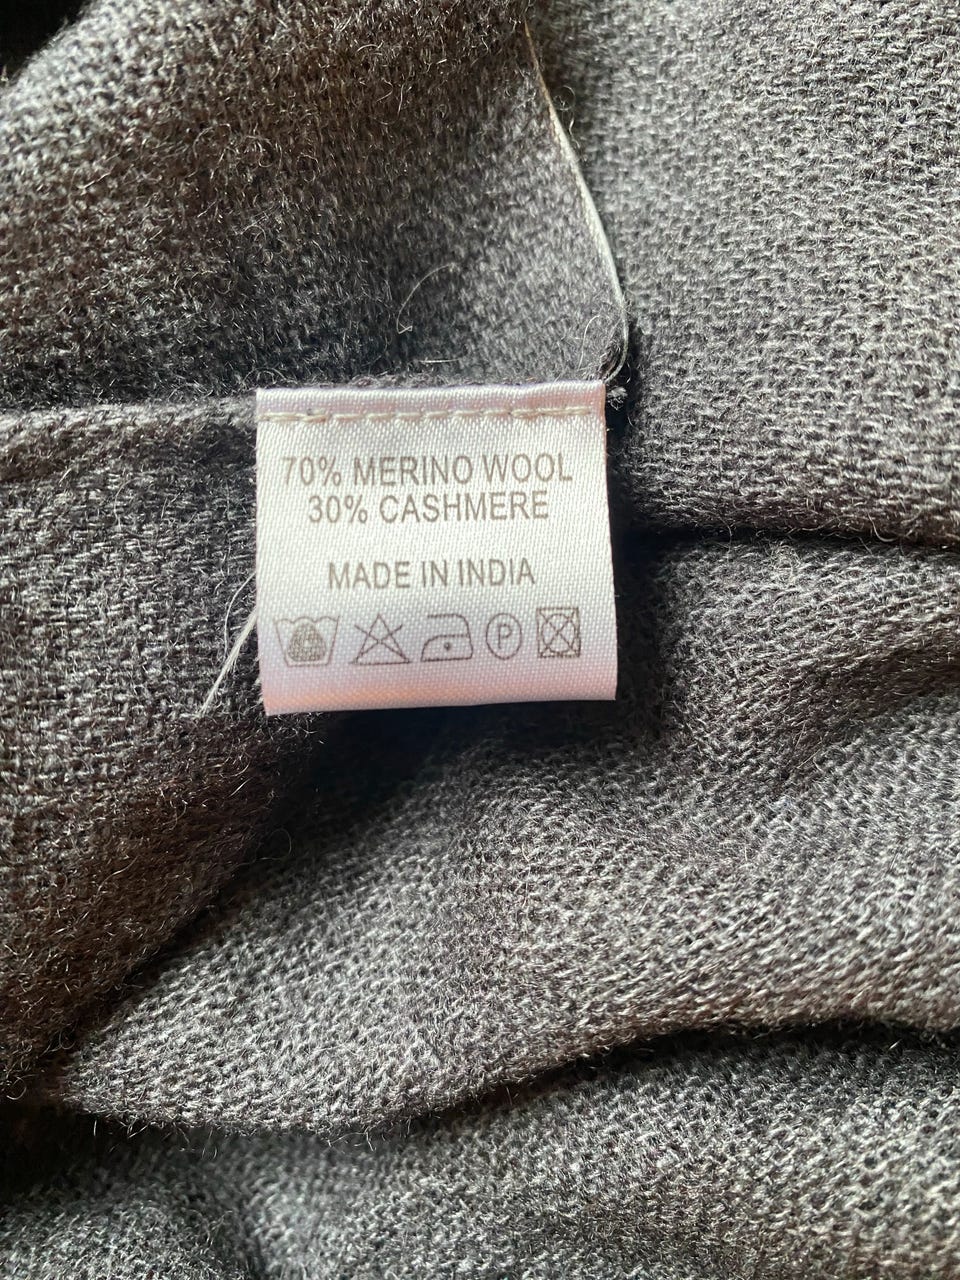 70% MERINO WOOL
30% CASHMERE
MADE IN INDIA
P